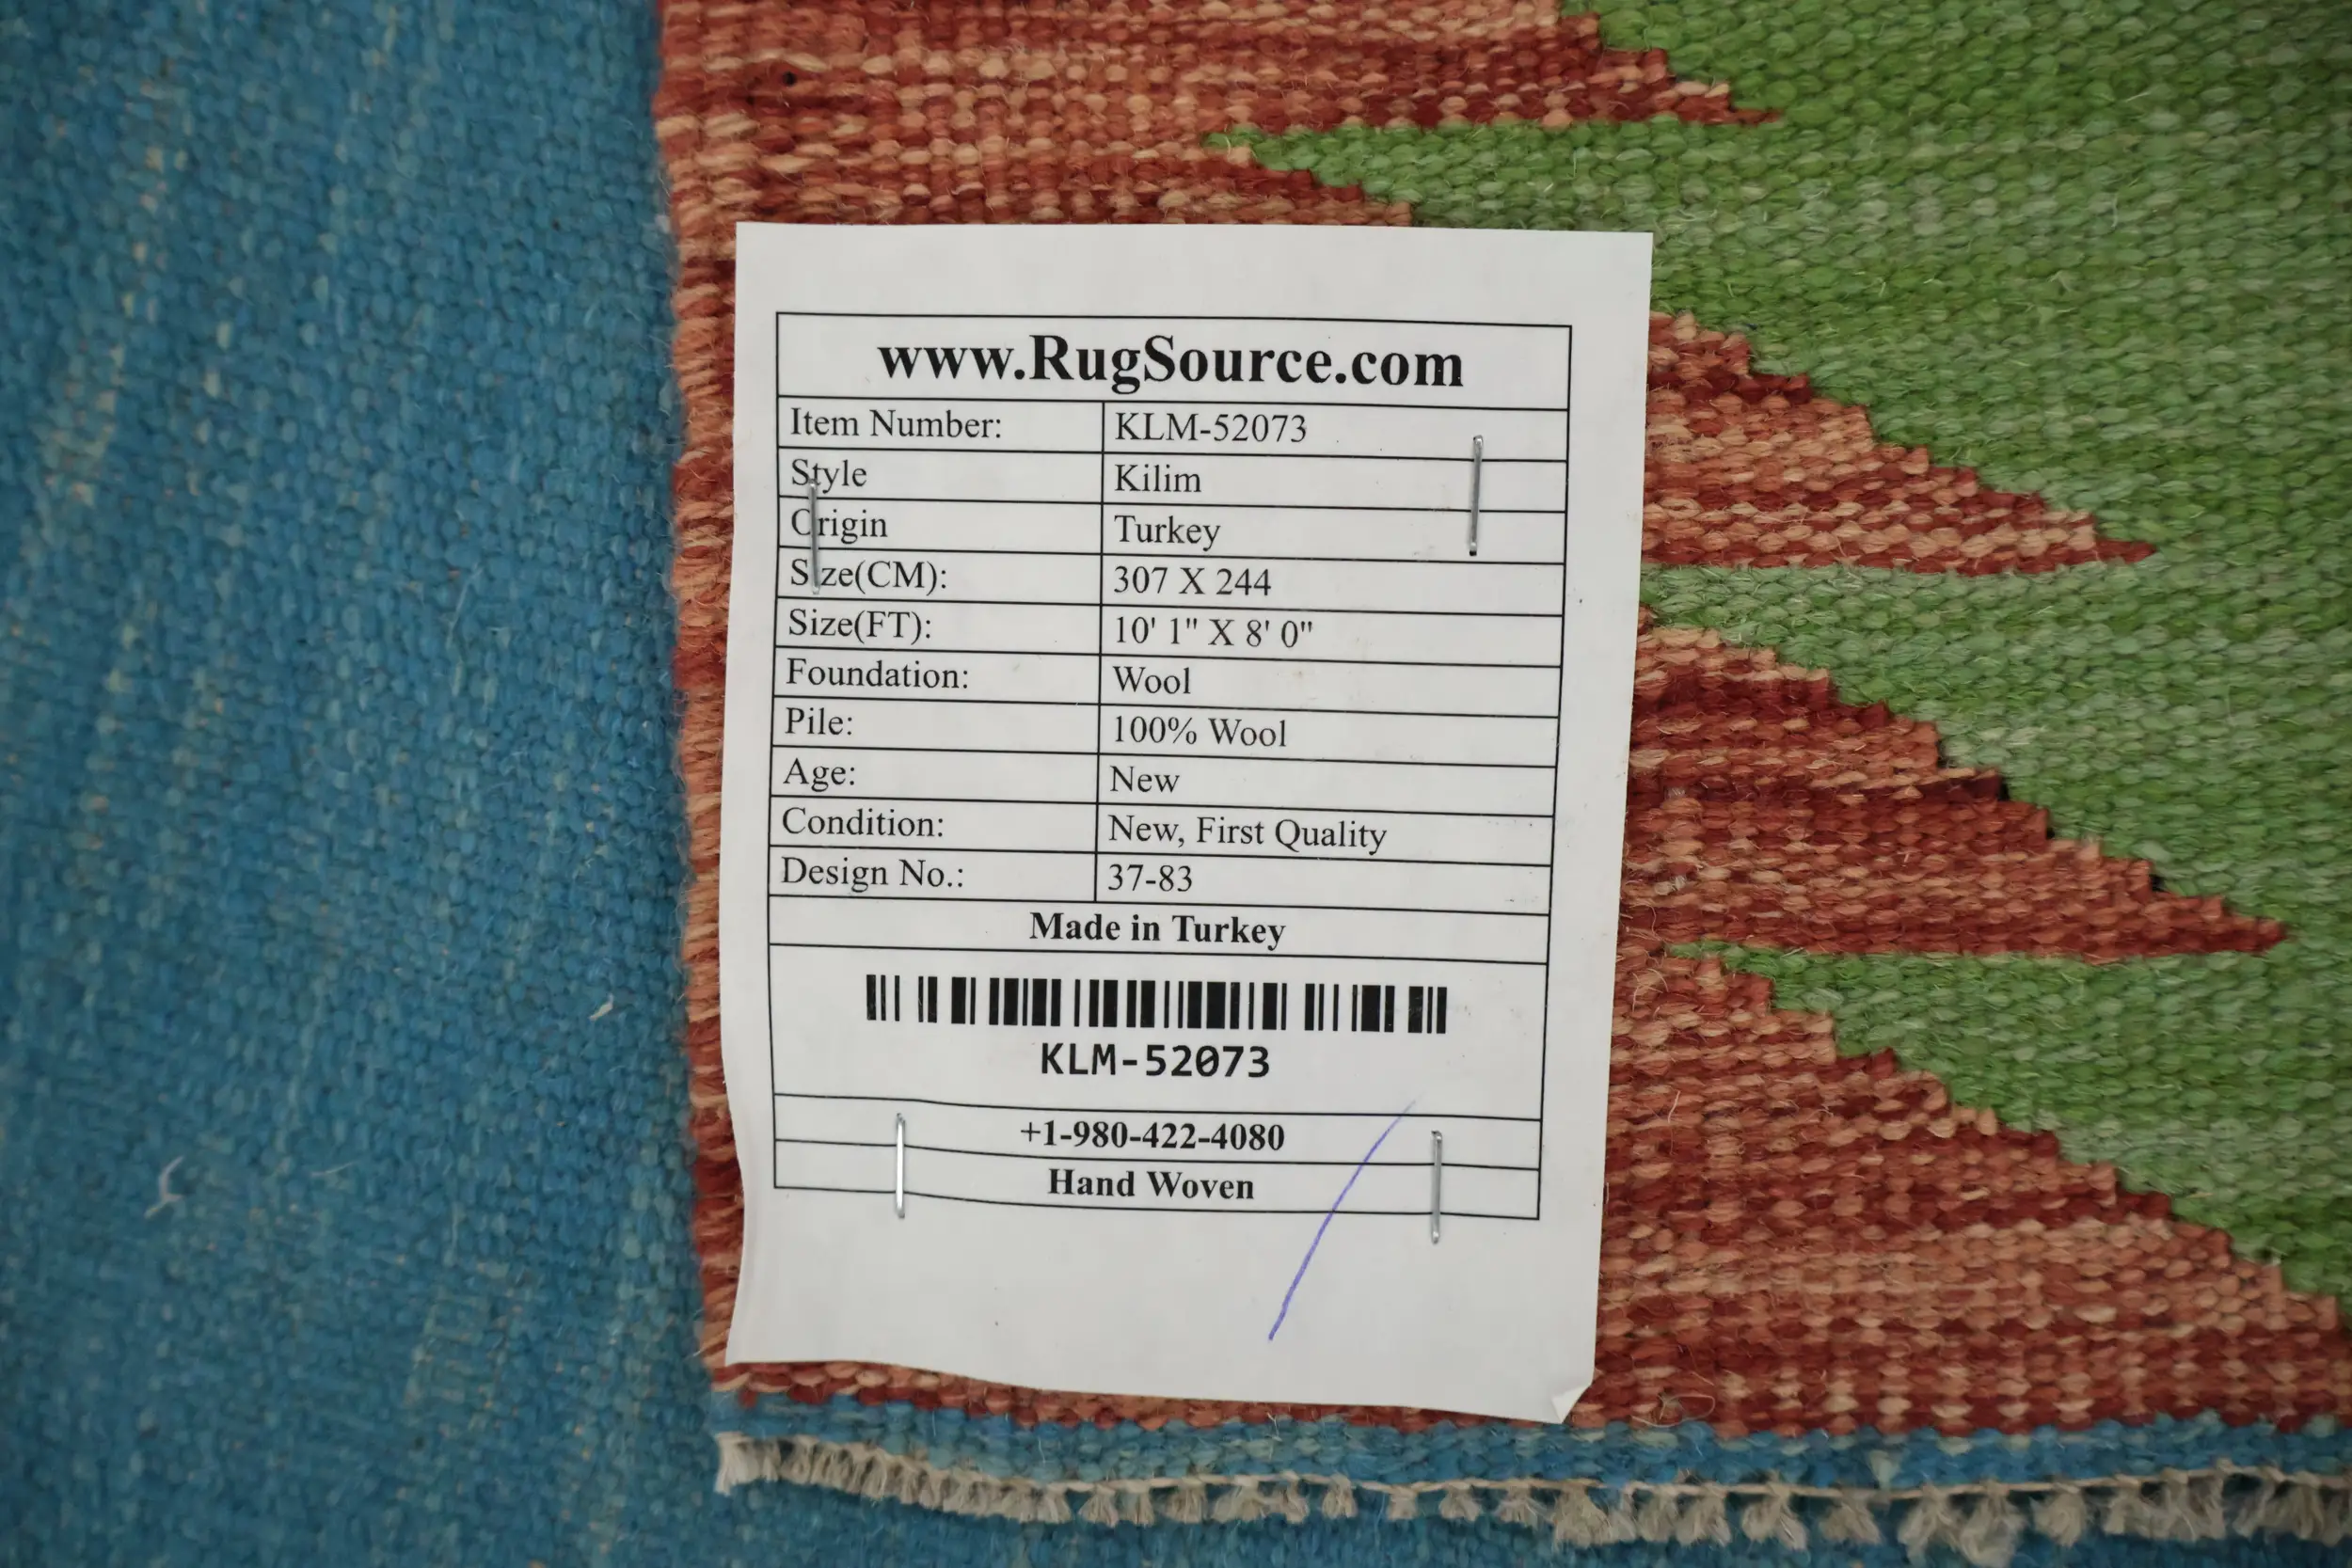 www.RugSource.com
Item Number: KLM-52073
Style Kilim
Origin Turkey
Size(CM): 307 X 244
Size(FT): 10' 1" X 8' 0"
Foundation: Wool
Pile: 100% Wool
Age: New
Condition: New, First Quality
Design No.: 37-83
Made in Turkey
KLM-52073
+1-980-422-4080
Hand Woven